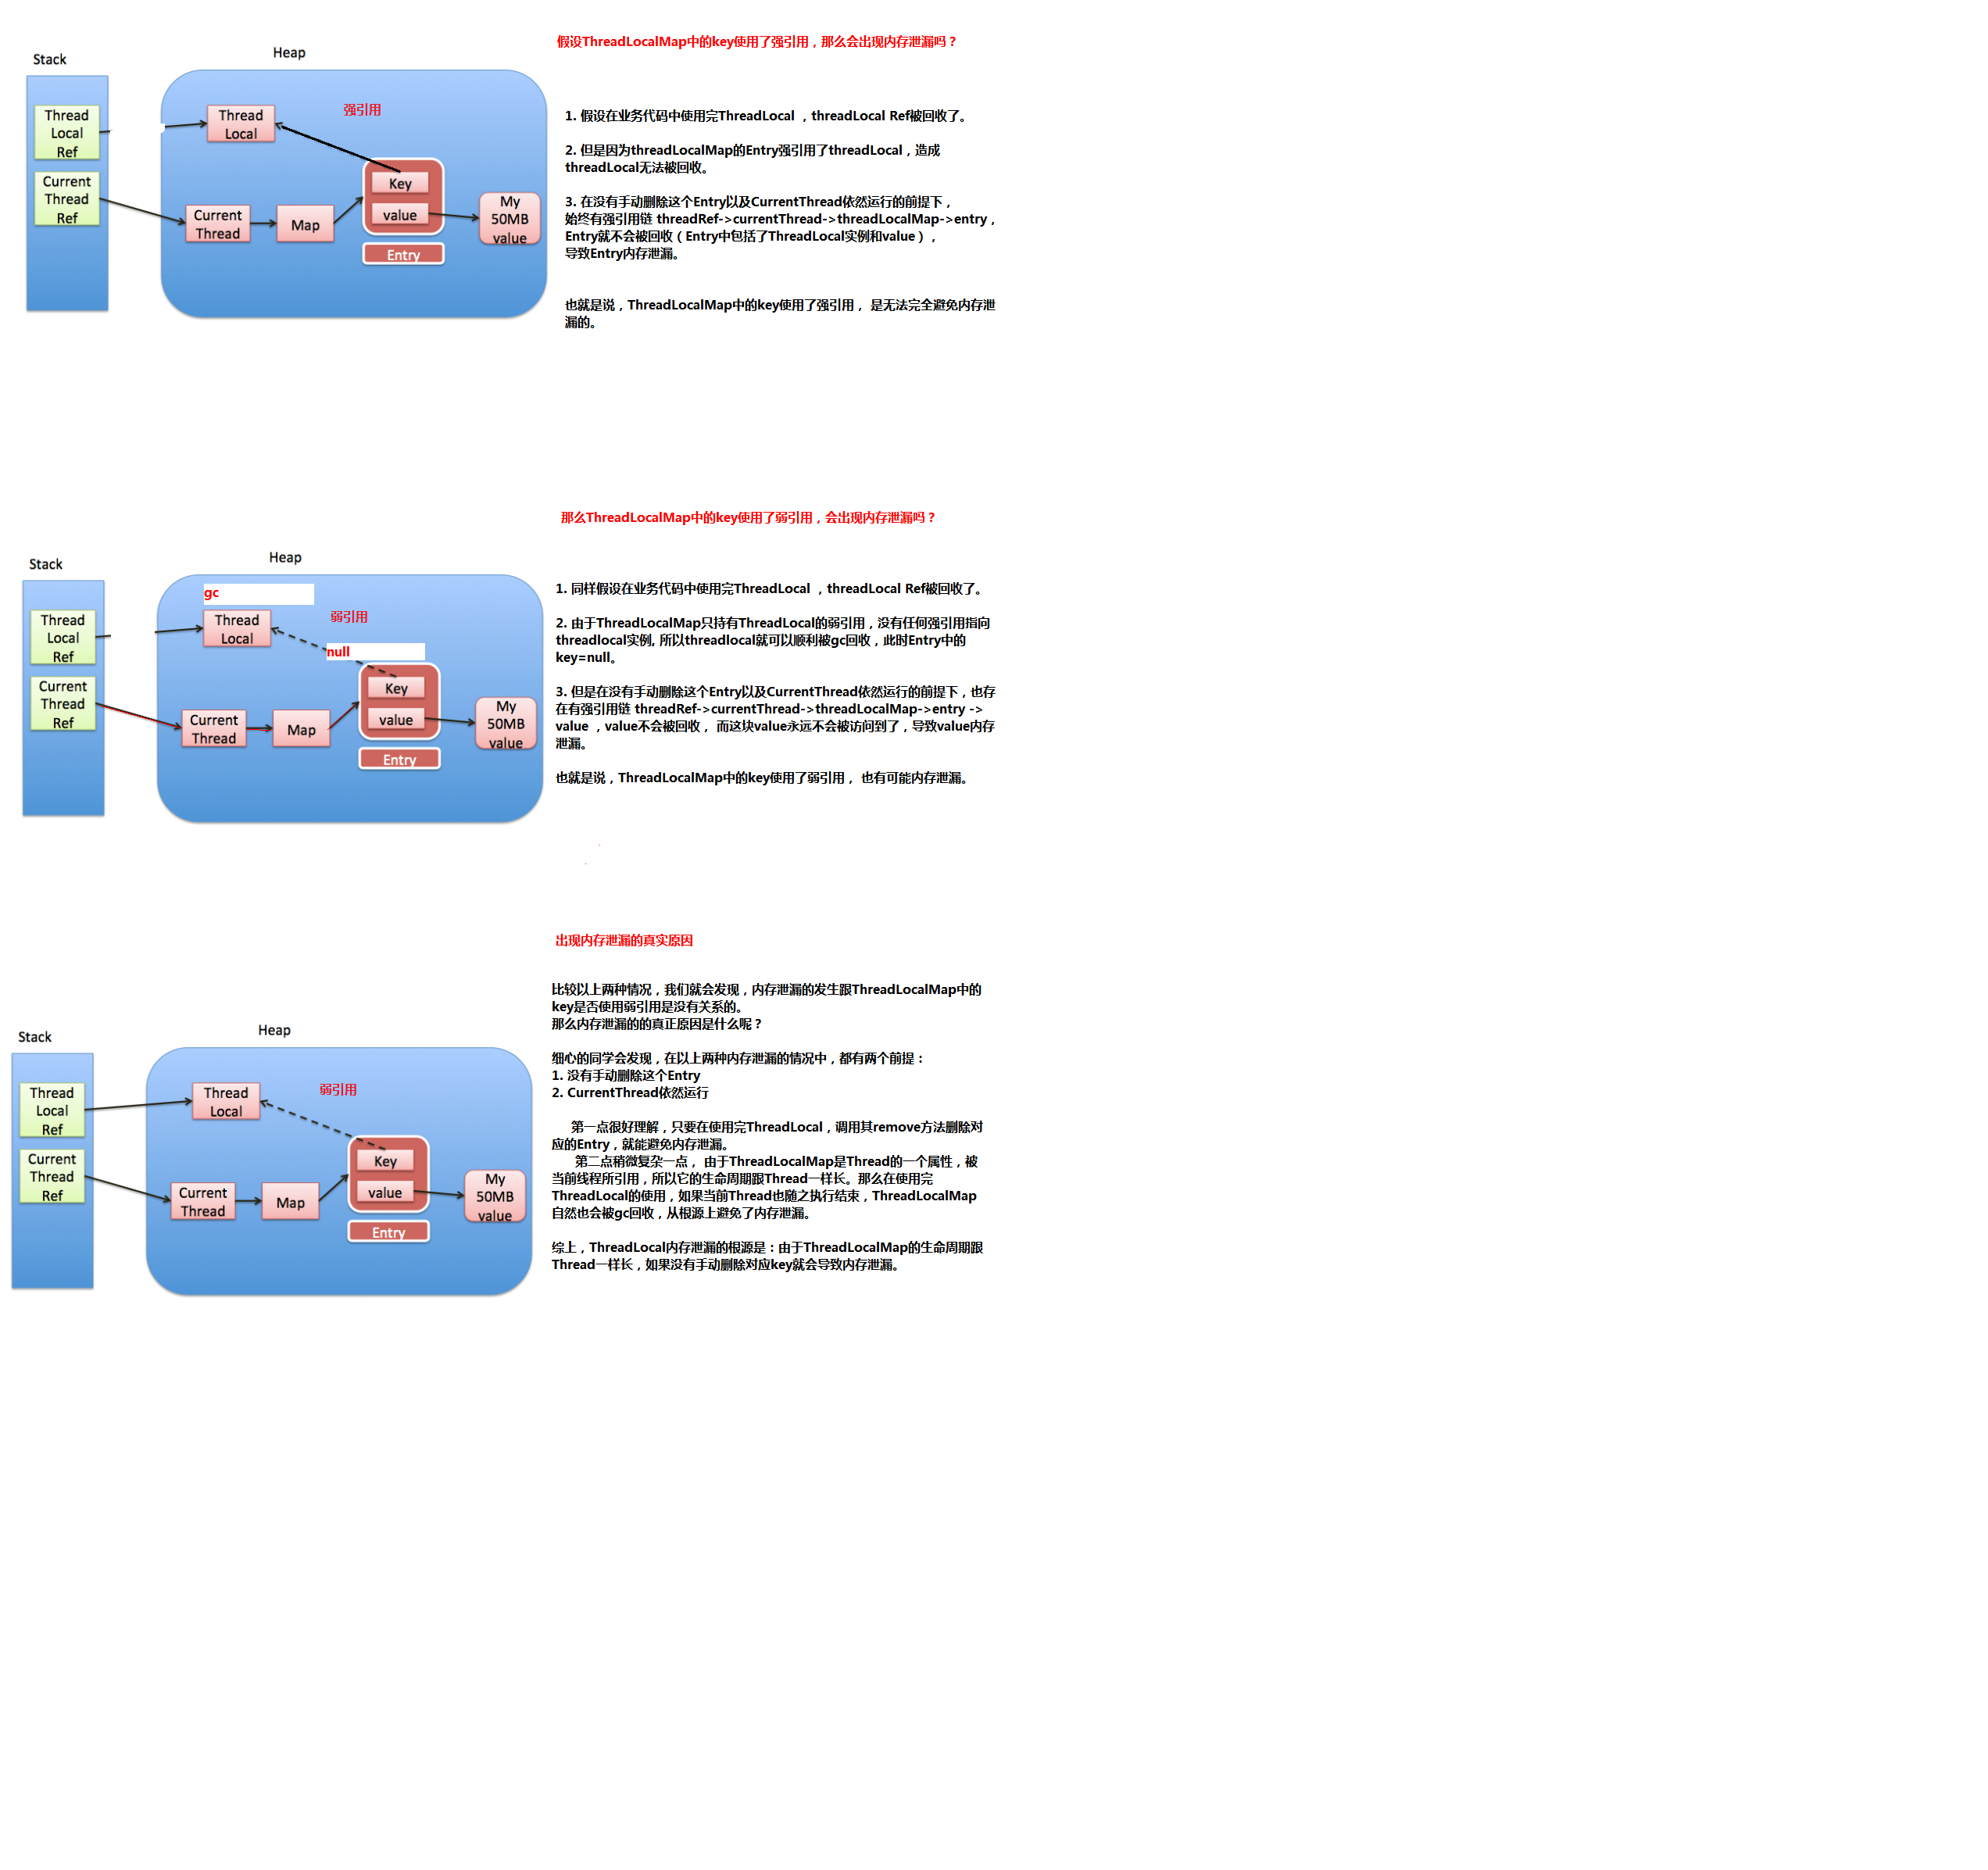 假设ThreadLocalMap中的key使用了强引用，那么会出现内存泄漏吗？
Stack
Heap
Thread
Local
Ref
Current
Thread
Ref
Thread
Local
强引用
Key
value
Entry
Current
Thread
Map
My
50MB
value
1. 假设在业务代码中使用完ThreadLocal ，threadLocal Ref被回收了。
2. 但是因为threadLocalMap的Entry强引用了threadLocal，造成
threadLocal无法被回收。
3. 在没有手动删除这个Entry以及CurrentThread依然运行的前提下，
始终有强引用链 threadRef->currentThread->threadLocalMap->entry，
Entry就不会被回收（Entry中包括了ThreadLocal实例和value），
导致Entry内存泄漏。
也就是说，ThreadLocalMap中的key使用了强引用， 是无法完全避免内存泄
漏的。
那么ThreadLocalMap中的key使用了弱引用，会出现内存泄漏吗？
Stack
Heap
Thread
Local
Ref
Current
Thread
Ref
gc
Thread
Local
弱引用
null
Key
value
Entry
Current
Thread
Map
My
50MB
value
1. 同样假设在业务代码中使用完ThreadLocal ，threadLocal Ref被回收了。
2. 由于ThreadLocalMap只持有ThreadLocal的弱引用，没有任何强引用指向
threadlocal实例, 所以threadlocal就可以顺利被gc回收，此时Entry中的
key=null。
3. 但是在没有手动删除这个Entry以及CurrentThread依然运行的前提下，也存
在有强引用链 threadRef->currentThread->threadLocalMap->entry ->
value ，value不会被回收， 而这块value永远不会被访问到了，导致value内存
泄漏。
也就是说，ThreadLocalMap中的key使用了弱引用， 也有可能内存泄漏。
出现内存泄漏的真实原因
Stack
Heap
Thread
Local
Ref
Current
Thread
Ref
Thread
Local
弱引用
Key
value
Entry
Current
Thread
Map
My
50MB
value
比较以上两种情况，我们就会发现，内存泄漏的发生跟ThreadLocalMap中的
key是否使用弱引用是没有关系的。
那么内存泄漏的的真正原因是什么呢？
细心的同学会发现，在以上两种内存泄漏的情况中，都有两个前提：
1. 没有手动删除这个Entry
2. CurrentThread依然运行
第一点很好理解，只要在使用完ThreadLocal，调用其remove方法删除对
应的Entry，就能避免内存泄漏。
第二点稍微复杂一点， 由于ThreadLocalMap是Thread的一个属性，被
当前线程所引用，所以它的生命周期跟Thread一样长。那么在使用完
ThreadLocal的使用，如果当前Thread也随之执行结束，ThreadLocalMap
自然也会被gc回收，从根源上避免了内存泄漏。
综上，ThreadLocal内存泄漏的根源是：由于ThreadLocalMap的生命周期跟
Thread一样长，如果没有手动删除对应key就会导致内存泄漏。